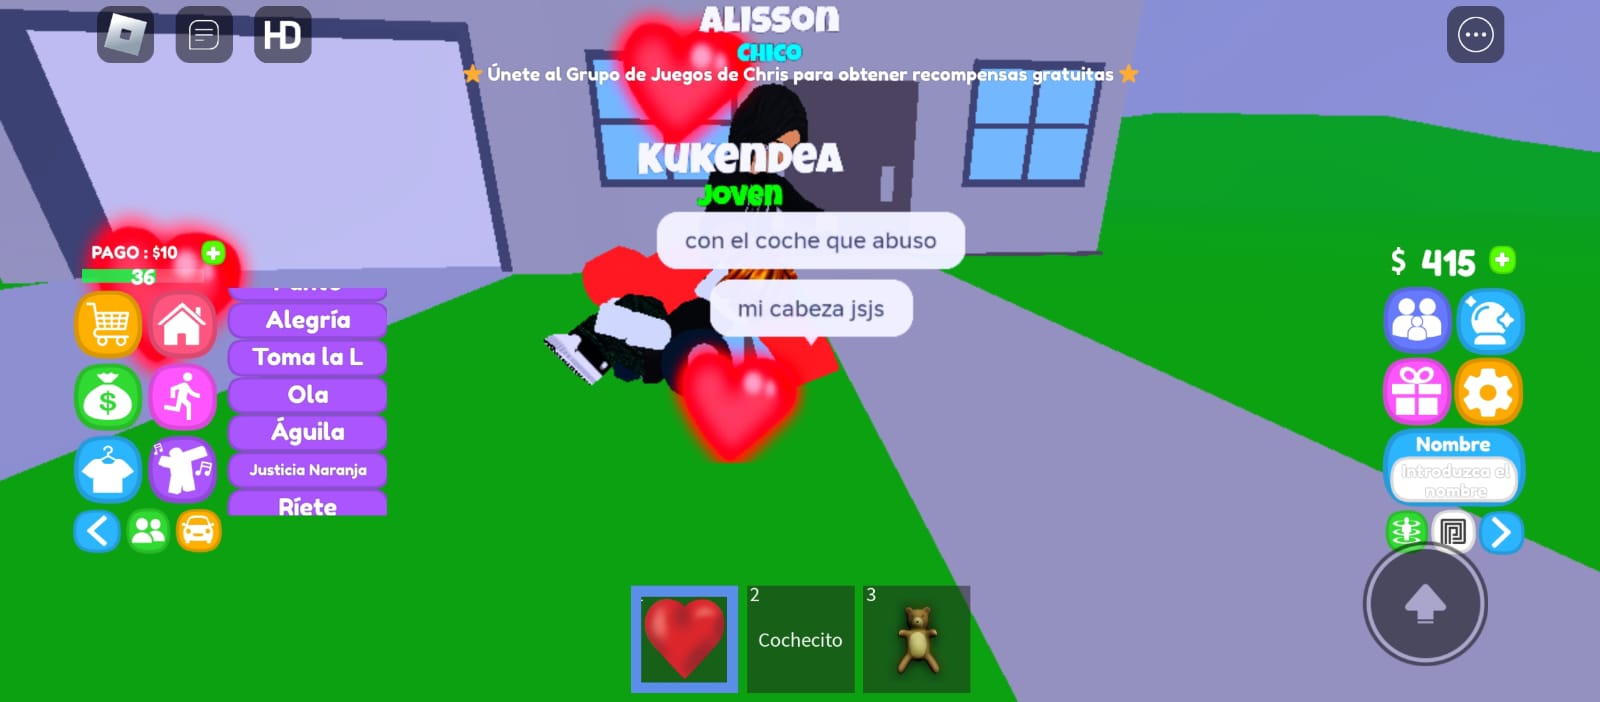 HD
ALISSON
CHICO
Únete al Grupo de Juegos de Chris para obtener recompensas gratuitas
KUKENDEA
JOVEN
con el coche que abuso
mi cabeza jsjs
PAGO : $10
36
Alegría
Toma la L
Ola
Águila
Justicia Naranja
Ríete
$ 415
Nombre
Introduzca el
nombre
2
Cochecito
3